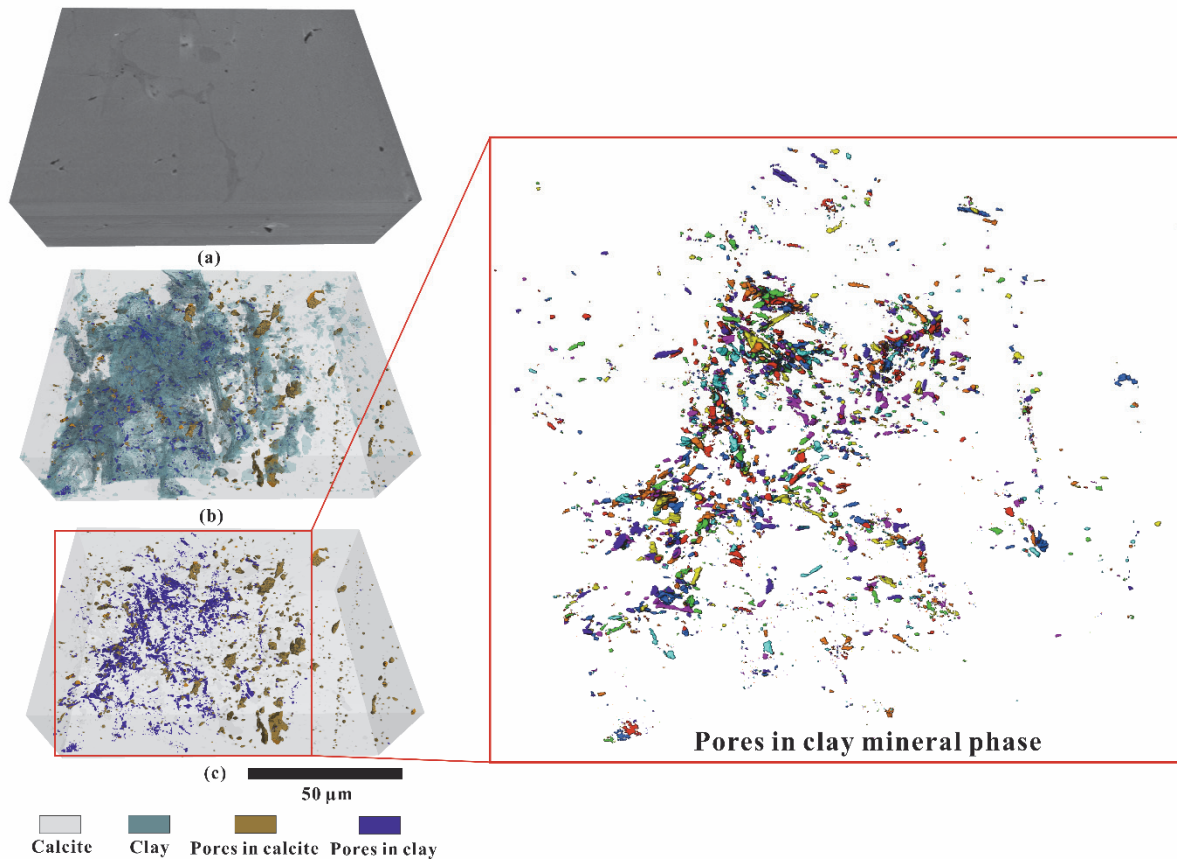 (a)
(b)
(c)
50 µm
Pores in clay mineral phase
Calcite Clay Pores in calcite Pores in clay